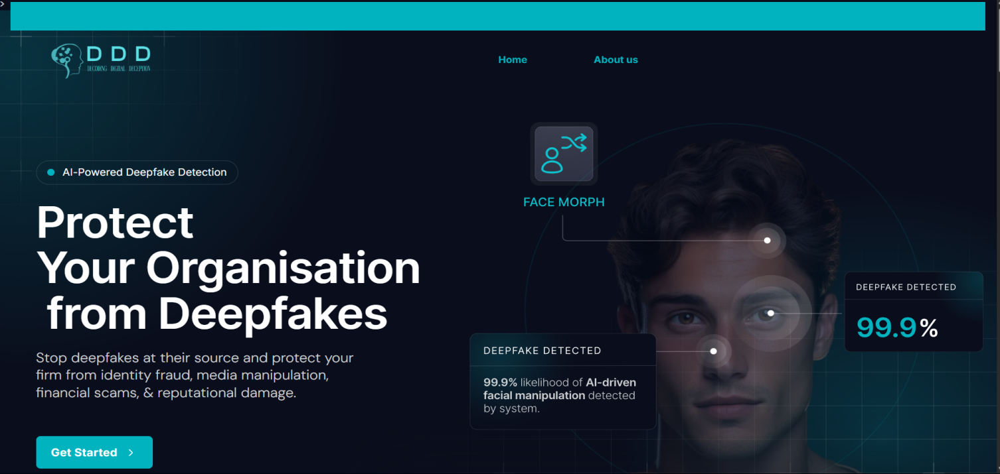 >
D D D
DECODING DIGITAL DECEPTION
Home
About us
AI-Powered Deepfake Detection
Protect
Your Organisation
from Deepfakes
Stop deepfakes at their source and protect your
firm from identity fraud, media manipulation,
financial scams, & reputational damage.
Get Started >
FACE MORPH
DEEPFAKE DETECTED
99.9%
DEEPFAKE DETECTED
99.9% likelihood of AI-driven
facial manipulation detected
by system.